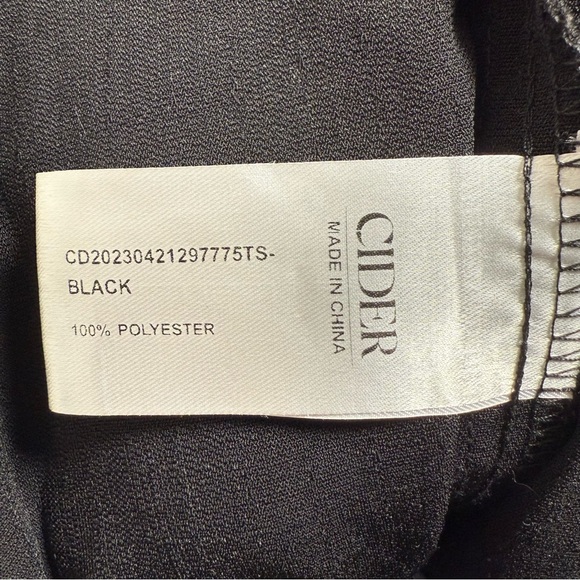 CD20230421297775TS-
BLACK
100% POLYESTER
CIDER
MADE IN CHINA